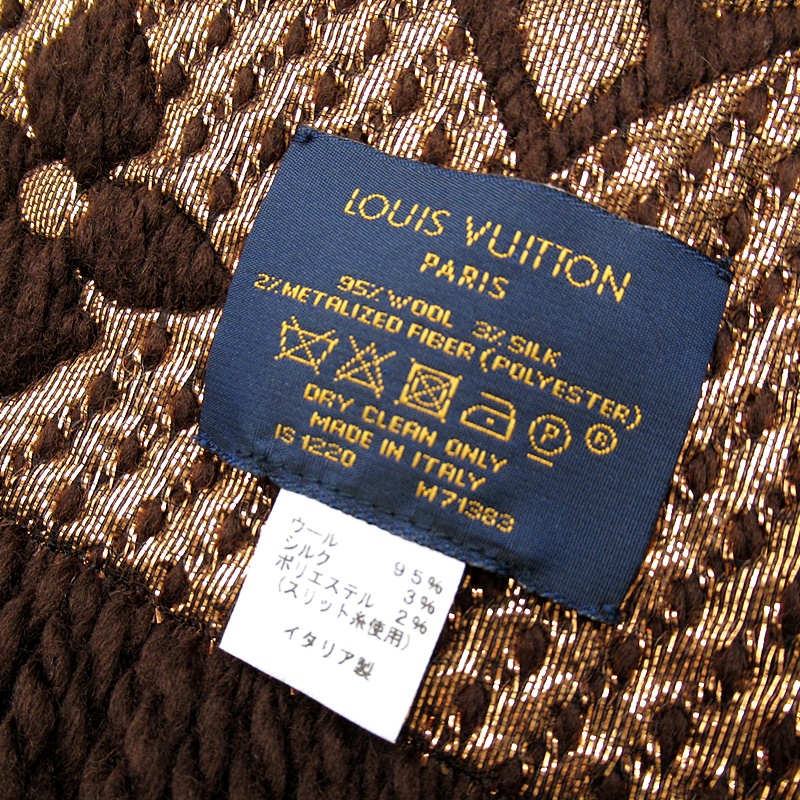 LOUIS VUITTON
PARIS
95% WOOL 3% SILK
2% METALIZED FIBER (POLYESTER)
P R
DRY CLEAN ONLY
MADE IN ITALY
IS1220 M71383
ウール 95%
シルク 3%
ポリエステル 2%
(スリット糸使用)
イタリア製